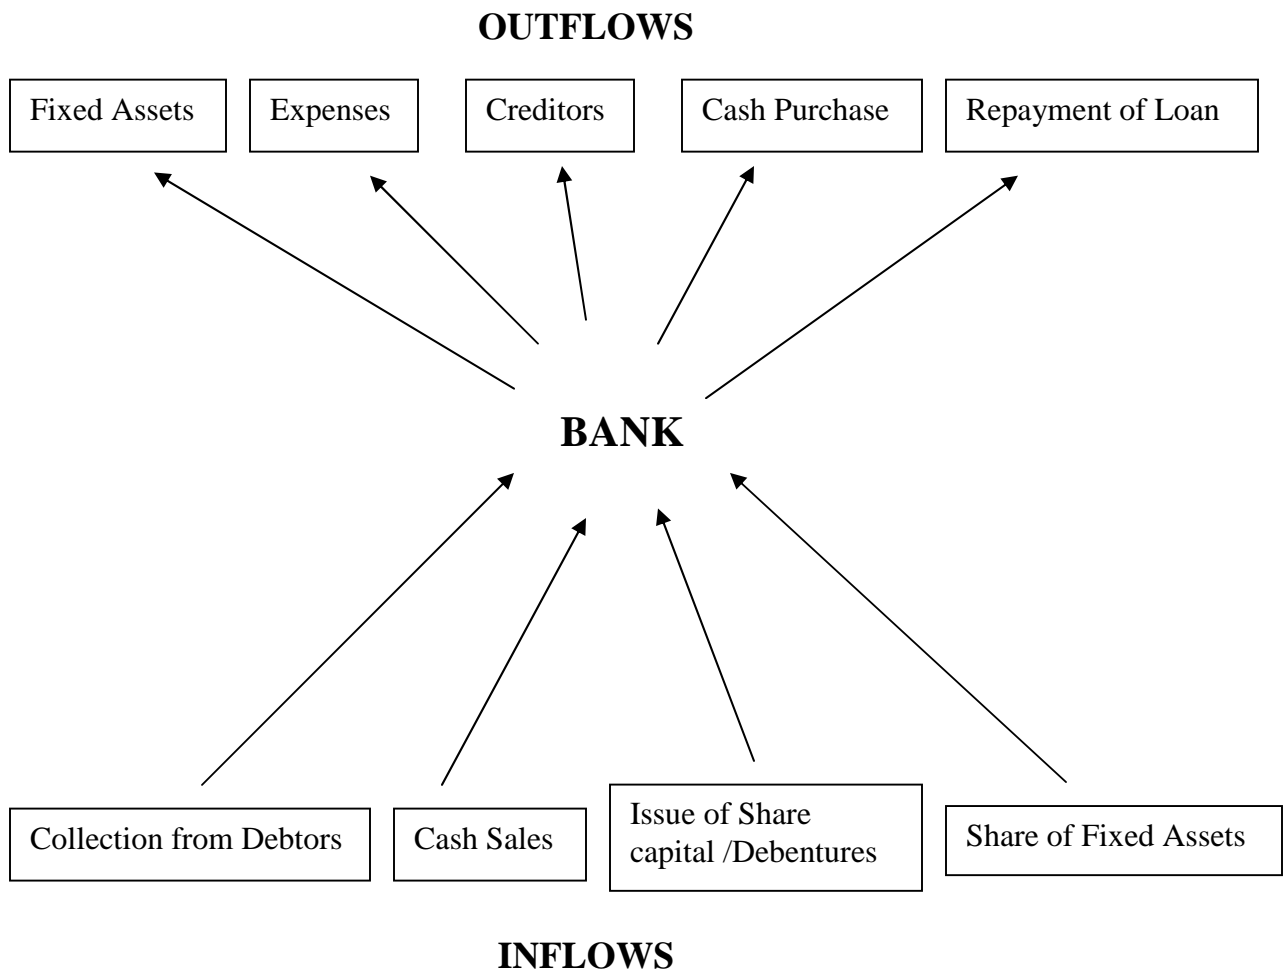 OUTFLOWS
Fixed Assets
Expenses
Creditors
Cash Purchase
Repayment of Loan
BANK
Collection from Debtors
Cash Sales
Issue of Share
capital /Debentures
Share of Fixed Assets
INFLOWS